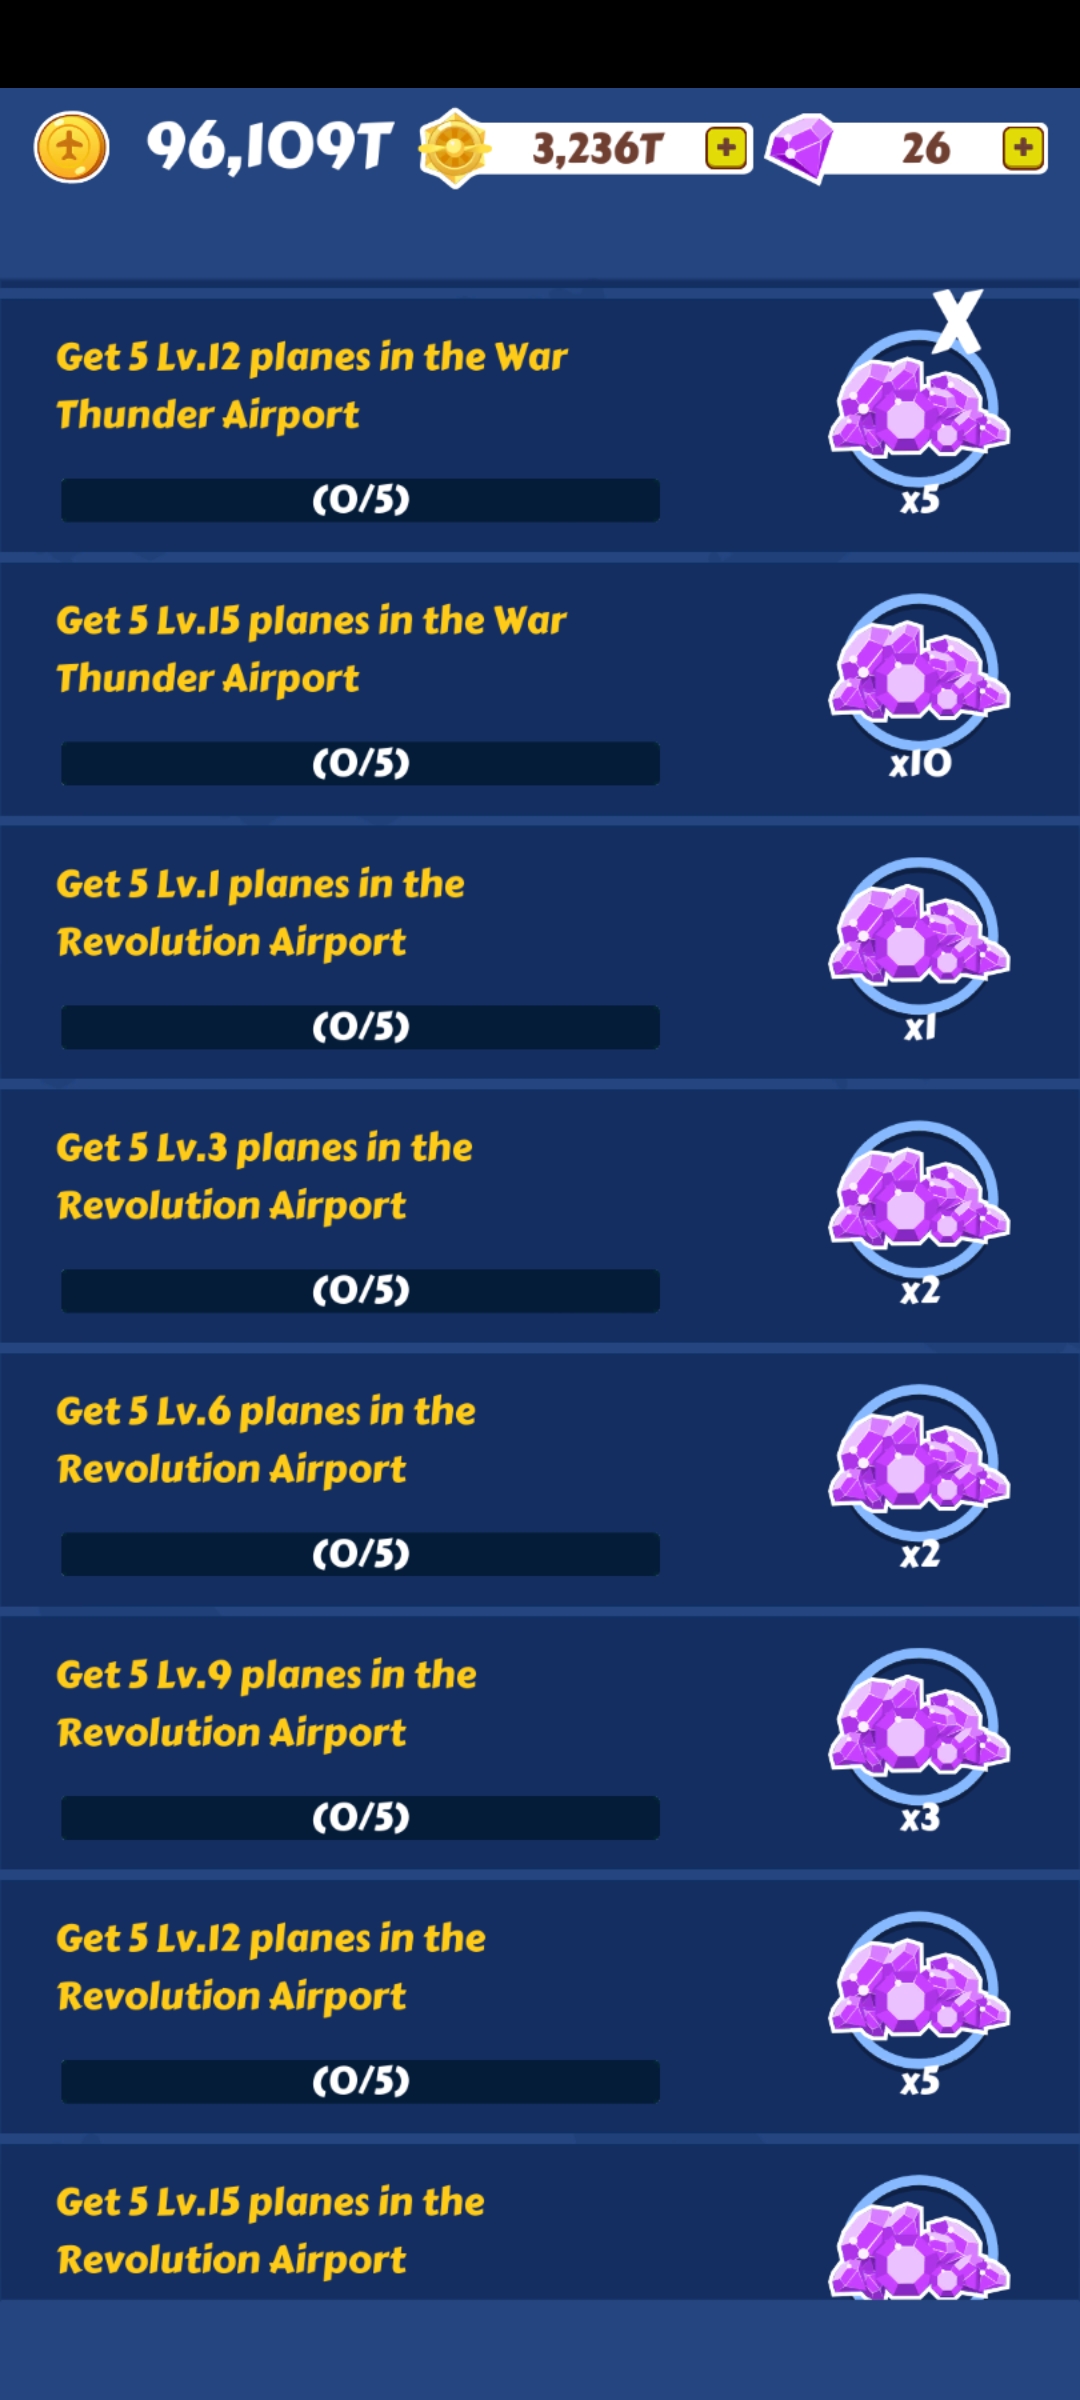 96,109T 3,236T + 26 +
X
Get 5 Lv.12 planes in the War
Thunder Airport
(0/5)
x5
Get 5 Lv.15 planes in the War
Thunder Airport
(0/5)
x10
Get 5 Lv.1 planes in the
Revolution Airport
(0/5)
x1
Get 5 Lv.3 planes in the
Revolution Airport
(0/5)
x2
Get 5 Lv.6 planes in the
Revolution Airport
(0/5)
x2
Get 5 Lv.9 planes in the
Revolution Airport
(0/5)
x3
Get 5 Lv.12 planes in the
Revolution Airport
(0/5)
x5
Get 5 Lv.15 planes in the
Revolution Airport